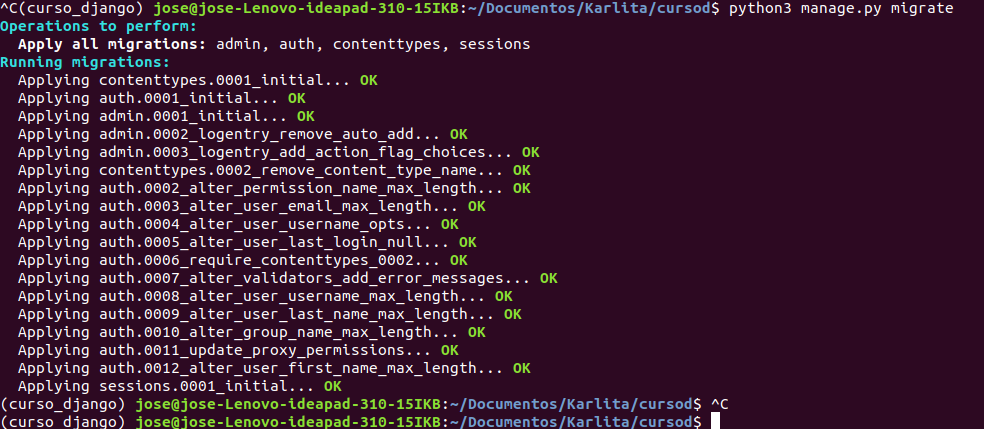 ^C(curso_django) jose@jose-Lenovo-ideapad-310-15IKB:~/Documentos/Karlita/cursod$ python3 manage.py migrate
Operations to perform:
  Apply all migrations: admin, auth, contenttypes, sessions
Running migrations:
  Applying contenttypes.0001_initial... OK
  Applying auth.0001_initial... OK
  Applying admin.0001_initial... OK
  Applying admin.0002_logentry_remove_auto_add... OK
  Applying admin.0003_logentry_add_action_flag_choices... OK
  Applying contenttypes.0002_remove_content_type_name... OK
  Applying auth.0002_alter_permission_name_max_length... OK
  Applying auth.0003_alter_user_email_max_length... OK
  Applying auth.0004_alter_user_username_opts... OK
  Applying auth.0005_alter_user_last_login_null... OK
  Applying auth.0006_require_contenttypes_0002... OK
  Applying auth.0007_alter_validators_add_error_messages... OK
  Applying auth.0008_alter_user_username_max_length... OK
  Applying auth.0009_alter_user_last_name_max_length... OK
  Applying auth.0010_alter_group_name_max_length... OK
  Applying auth.0011_update_proxy_permissions... OK
  Applying auth.0012_alter_user_first_name_max_length... OK
  Applying sessions.0001_initial... OK
(curso_django) jose@jose-Lenovo-ideapad-310-15IKB:~/Documentos/Karlita/cursod$ ^C
(curso_django) jose@jose-Lenovo-ideapad-310-15IKB:~/Documentos/Karlita/cursod$